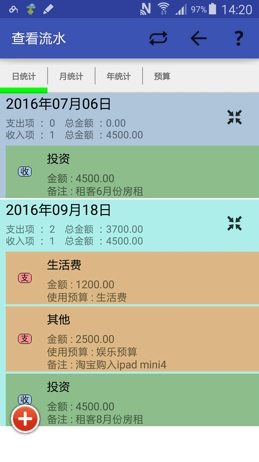 97% 14:20
查看流水 ?
日统计 月统计 年统计 预算
2016年07月06日
支出项 : 0 总金额 : 0.00
收入项 : 1 总金额 : 4500.00
投资
收
金额 : 4500.00
备注 : 租客6月份房租
2016年09月18日
支出项 : 2 总金额 : 3700.00
收入项 : 1 总金额 : 4500.00
生活费
支
金额 : 1200.00
使用预算 : 生活费
其他
支
金额 : 2500.00
使用预算 : 娱乐预算
备注 : 淘宝购入ipad mini4
投资
收
金额 : 4500.00
备注 : 租客8月份房租